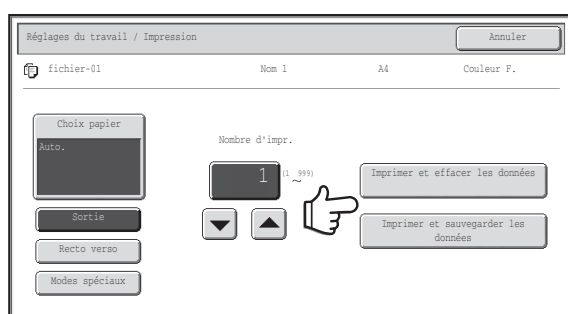 Réglages du travail / Impression
Annuler
fichier-01 Nom 1 A4 Couleur F.
Choix papier
Auto.
Nombre d'impr.
1 (1~999)
Imprimer et effacer les données
Sortie
Imprimer et sauvegarder les
données
Recto verso
Modes spéciaux